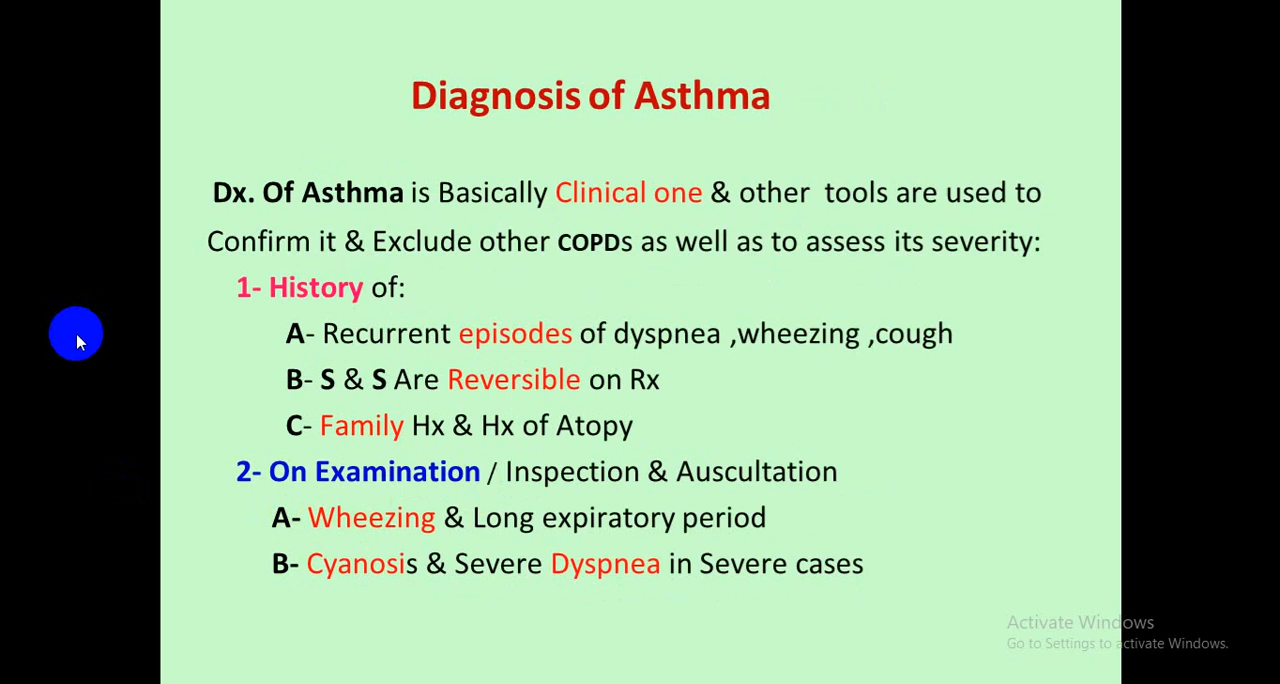 Diagnosis of Asthma
Dx. Of Asthma is Basically Clinical one & other tools are used to
Confirm it & Exclude other COPDs as well as to assess its severity:
1- History of:
A- Recurrent episodes of dyspnea ,wheezing ,cough
B- S & S Are Reversible on Rx
C- Family Hx & Hx of Atopy
2- On Examination / Inspection & Auscultation
A- Wheezing & Long expiratory period
B- Cyanosis & Severe Dyspnea in Severe cases
Activate Windows
Go to Settings to activate Windows.